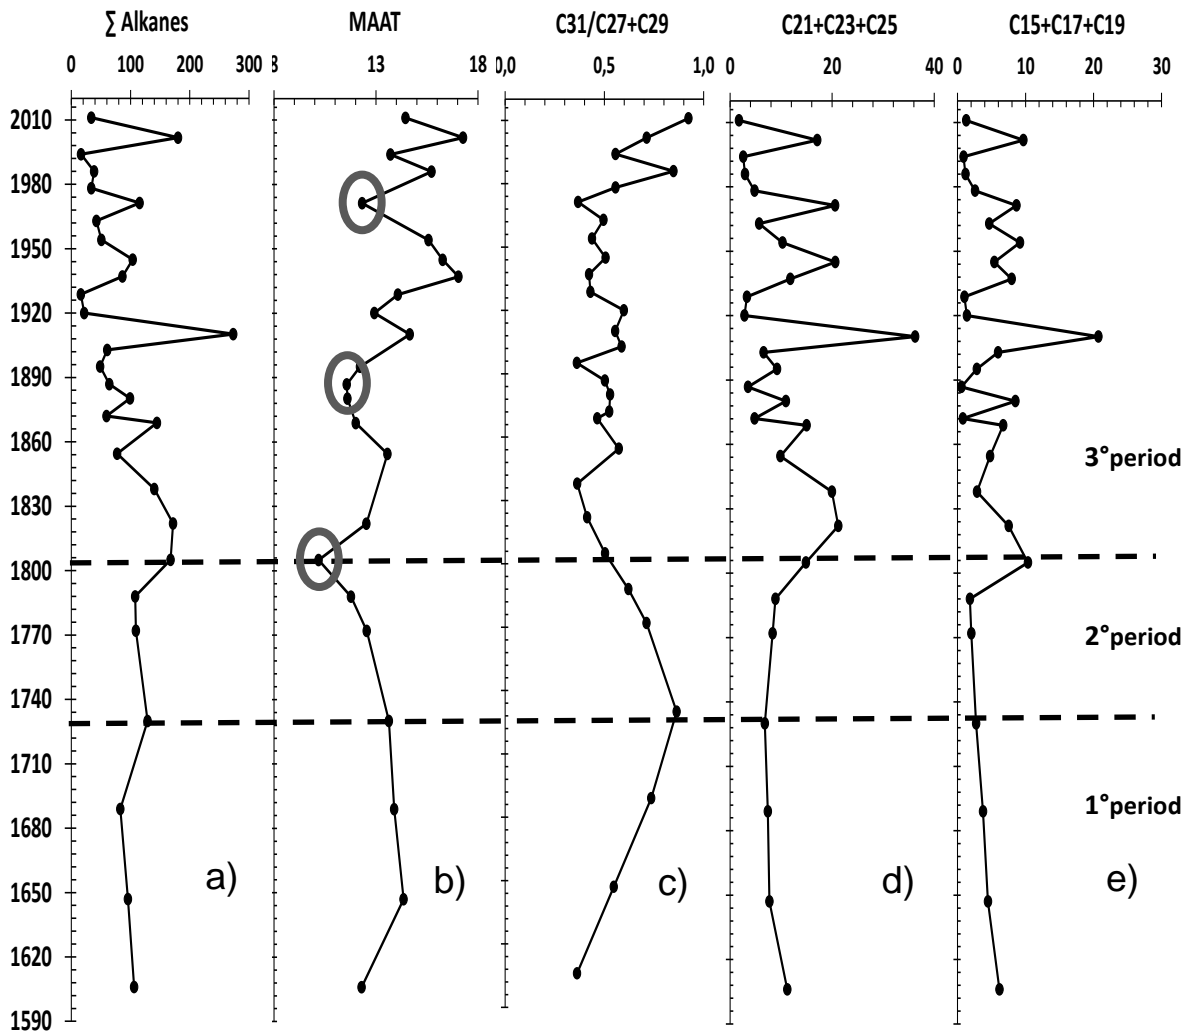 ∑ Alkanes MAAT C31/C27+C29 C21+C23+C25 C15+C17+C19
0 100 200 300 8 13 18 0,0 0,5 1,0 0 20 40 0 10 20 30
2010
1980
1950
1920
1890
1860
3°period
1830
1800
1770
2°period
1740
1710
1°period
1680
a) b) c) d) e)
1650
1620
1590